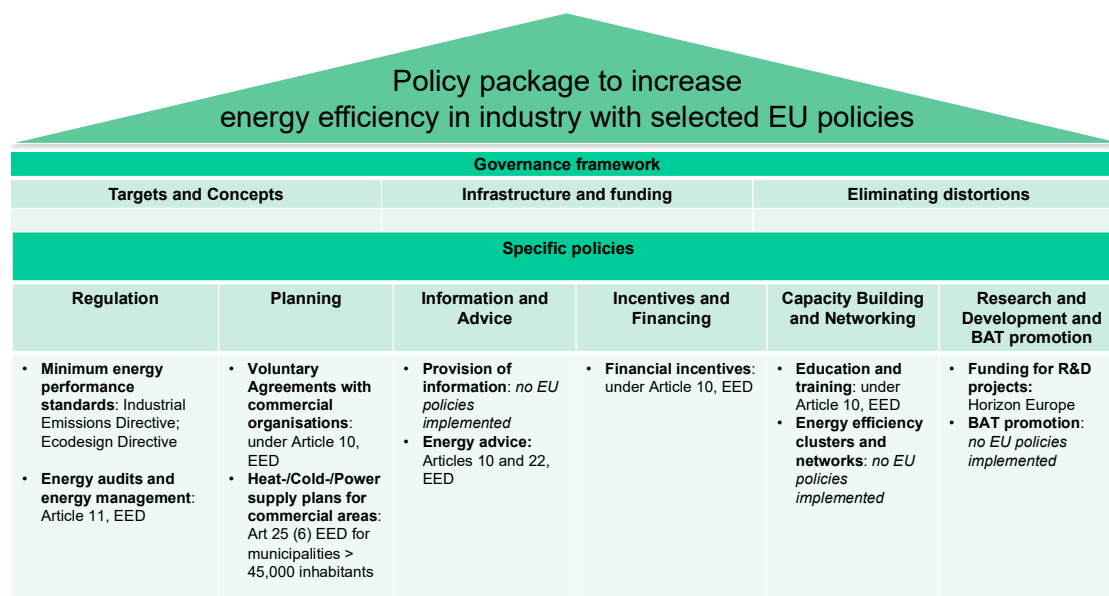 Policy package to increase
energy efficiency in industry with selected EU policies
Governance framework
Targets and Concepts
Infrastructure and funding
Eliminating distortions
Specific policies
Regulation
Planning
Information and
Advice
Incentives and
Financing
Capacity Building
and Networking
Research and
Development and
BAT promotion
• Minimum energy
performance
standards: Industrial
Emissions Directive;
Ecodesign Directive
• Energy audits and
energy management:
Article 11, EED
• Voluntary
Agreements with
commercial
organisations:
under Article 10,
EED
• Heat-/Cold-/Power
supply plans for
commercial areas:
Art 25 (6) EED for
municipalities >
45,000 inhabitants
• Provision of
information: no EU
policies
implemented
• Energy advice:
Articles 10 and 22,
EED
• Financial incentives:
under Article 10, EED
• Education and
training: under
Article 10, EED
• Energy efficiency
clusters and
networks: no EU
policies
implemented
• Funding for R&D
projects:
Horizon Europe
• BAT promotion:
no EU policies
implemented